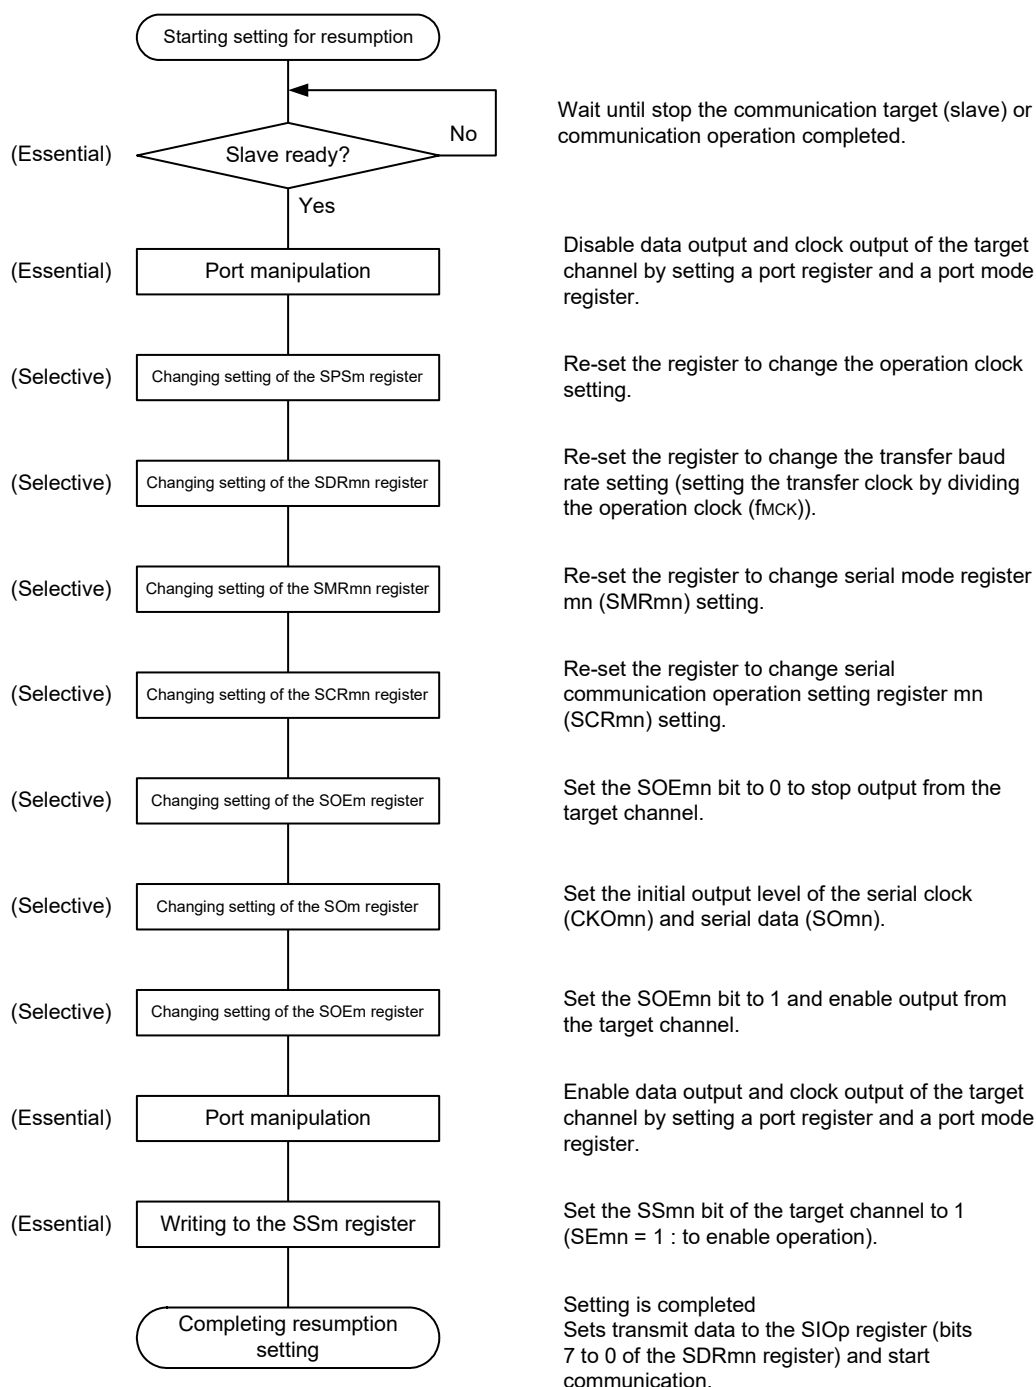 Starting setting for resumption
Wait until stop the communication target (slave) or
communication operation completed.
No
(Essential)
Slave ready?
Yes
Disable data output and clock output of the target
channel by setting a port register and a port mode
register.
(Essential)
Port manipulation
Re-set the register to change the operation clock
setting.
(Selective)
Changing setting of the SPSm register
Re-set the register to change the transfer baud
rate setting (setting the transfer clock by dividing
the operation clock (fMCK)).
(Selective)
Changing setting of the SDRmn register
Re-set the register to change serial mode register
mn (SMRmn) setting.
(Selective)
Changing setting of the SMRmn register
Re-set the register to change serial
communication operation setting register mn
(SCRmn) setting.
(Selective)
Changing setting of the SCRmn register
Set the SOEmn bit to 0 to stop output from the
target channel.
(Selective)
Changing setting of the SOEm register
Set the initial output level of the serial clock
(CKOmn) and serial data (SOmn).
(Selective)
Changing setting of the SOm register
Set the SOEmn bit to 1 and enable output from
the target channel.
(Selective)
Changing setting of the SOEm register
Enable data output and clock output of the target
channel by setting a port register and a port mode
register.
(Essential)
Port manipulation
Set the SSmn bit of the target channel to 1
(SEmn = 1 : to enable operation).
(Essential)
Writing to the SSm register
Completing resumption
setting
Setting is completed
Sets transmit data to the SIOp register (bits
7 to 0 of the SDRmn register) and start
communication.